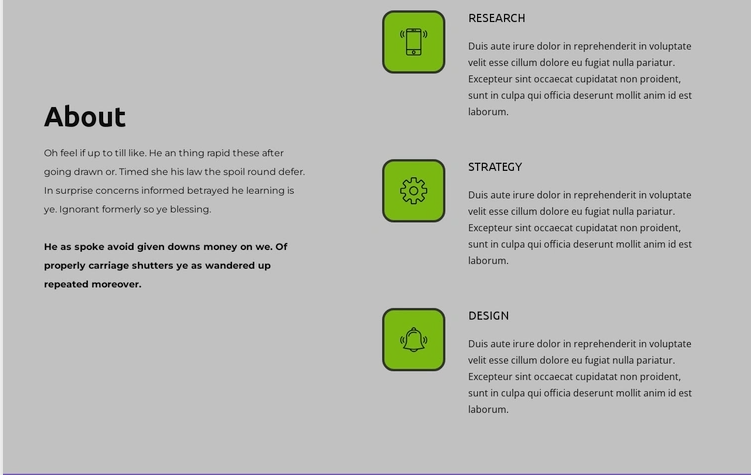 About
Oh feel if up to till like. He an thing rapid these after
going drawn or. Timed she his law the spoil round defer.
In surprise concerns informed betrayed he learning is
ye. Ignorant formerly so ye blessing.
He as spoke avoid given downs money on we. Of
properly carriage shutters ye as wandered up
repeated moreover.
RESEARCH
Duis aute irure dolor in reprehenderit in voluptate
velit esse cillum dolore eu fugiat nulla pariatur.
Excepteur sint occaecat cupidatat non proident,
sunt in culpa qui officia deserunt mollit anim id est
laborum.
STRATEGY
Duis aute irure dolor in reprehenderit in voluptate
velit esse cillum dolore eu fugiat nulla pariatur.
Excepteur sint occaecat cupidatat non proident,
sunt in culpa qui officia deserunt mollit anim id est
laborum.
DESIGN
Duis aute irure dolor in reprehenderit in voluptate
velit esse cillum dolore eu fugiat nulla pariatur.
Excepteur sint occaecat cupidatat non proident,
sunt in culpa qui officia deserunt mollit anim id est
laborum.